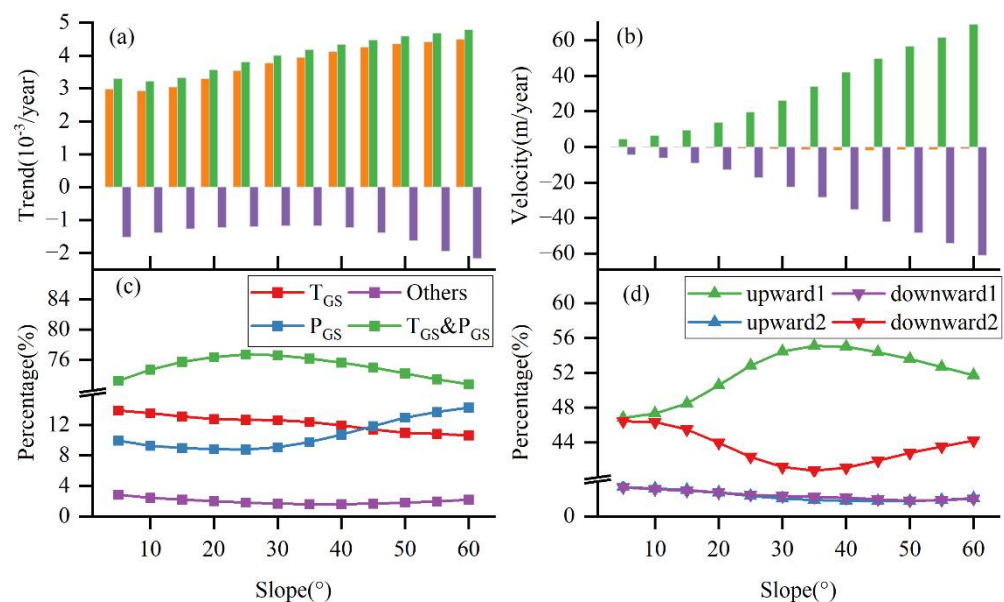 (a)
Trend(10⁻³/year)
5
4
3
2
1
0
−1
−2
(b)
Velocity(m/year)
60
40
20
0
−20
−40
−60
(c)
Percentage(%)
84
80
76
12
8
4
0
T_GS
Others
P_GS
T_GS&P_GS
10
20
30
40
50
60
Slope(°)
(d)
Percentage(%)
60
56
52
48
44
0
upward1
downward1
upward2
downward2
10
20
30
40
50
60
Slope(°)